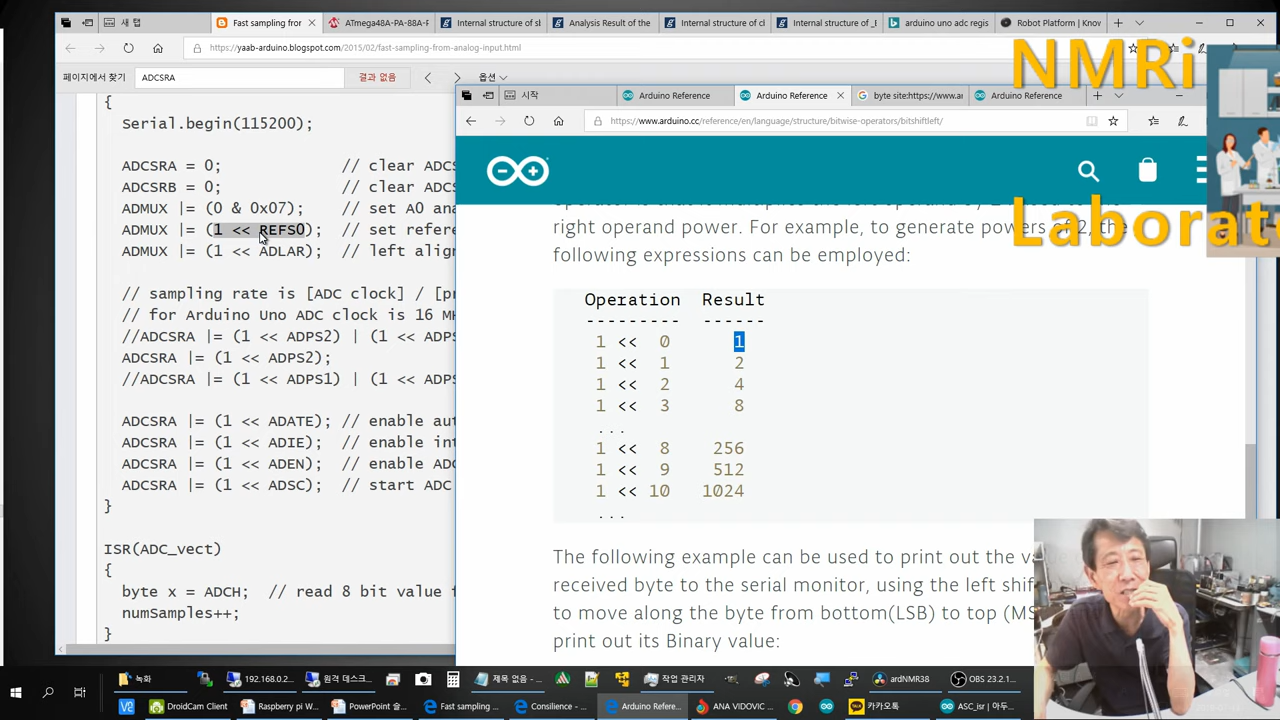 새 탭
Fast sampling from
ATmega48A-PA-88A-F
Internal structure of st
Analysis Result of the
Internal structure of cl
Internal structure of _E
arduino uno adc regis
Robot Platform | Know
https://yaab-arduino.blogspot.com/2015/02/fast-sampling-from-analog-input.html
페이지에서 찾기
ADCSRA
결과 없음
옵션
{
Serial.begin(115200);
ADCSRA = 0; // clear ADCS
ADCSRB = 0; // clear ADCS
ADMUX |= (0 & 0x07); // set A0 ana
ADMUX |= (1 << REFS0); // set refere
ADMUX |= (1 << ADLAR); // left align
// sampling rate is [ADC clock] / [pr
// for Arduino Uno ADC clock is 16 MH
//ADCSRA |= (1 << ADPS2) | (1 << ADPS
ADCSRA |= (1 << ADPS2);
//ADCSRA |= (1 << ADPS1) | (1 << ADPS
ADCSRA |= (1 << ADATE); // enable aut
ADCSRA |= (1 << ADIE); // enable int
ADCSRA |= (1 << ADEN); // enable ADC
ADCSRA |= (1 << ADSC); // start ADC
}
ISR(ADC_vect)
{
byte x = ADCH; // read 8 bit value f
numSamples++;
}
시작
Arduino Reference
Arduino Reference
byte site:https://www.ar
Arduino Reference
https://www.arduino.cc/reference/en/language/structure/bitwise-operators/bitshiftleft/
right operand power. For example, to generate powers of 2, the
following expressions can be employed:
Operation Result
--------- ------
1 << 0 1
1 << 1 2
1 << 2 4
1 << 3 8
...
1 << 8 256
1 << 9 512
1 << 10 1024
...
The following example can be used to print out the va
received byte to the serial monitor, using the left shif
to move along the byte from bottom(LSB) to top (MS
print out its Binary value:
NMRi
Laborat
녹화
192.168.0.2...
원격 데스크...
제목 없음 - ...
작업 관리자
ardNMR38
OBS 23.2.1...
DroidCam Client
Raspberry Pi w...
PowerPoint 슬...
Fast sampling ...
Consilience - ...
Arduino Refere...
ANA VIDOVIC ...
카카오톡
ASC_isr | 아두...